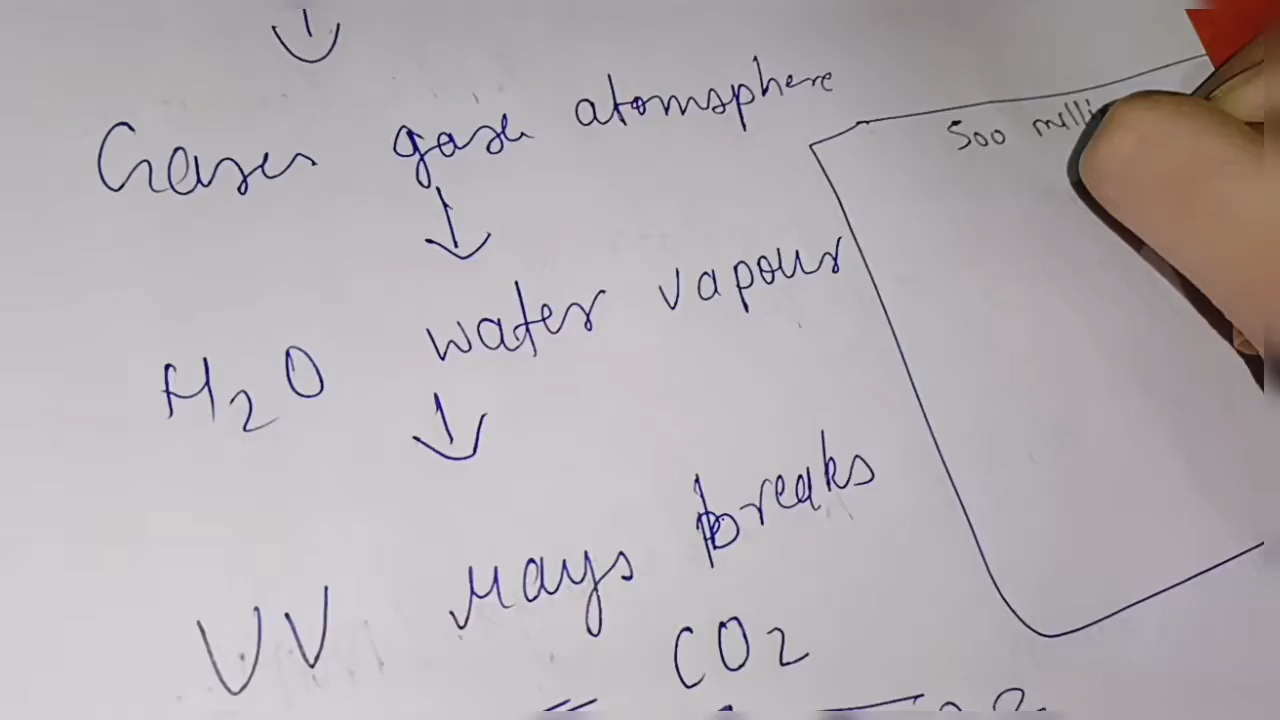 Gases gase atomsphere
500 milli
H2O water vapour
UV rays breaks
CO2